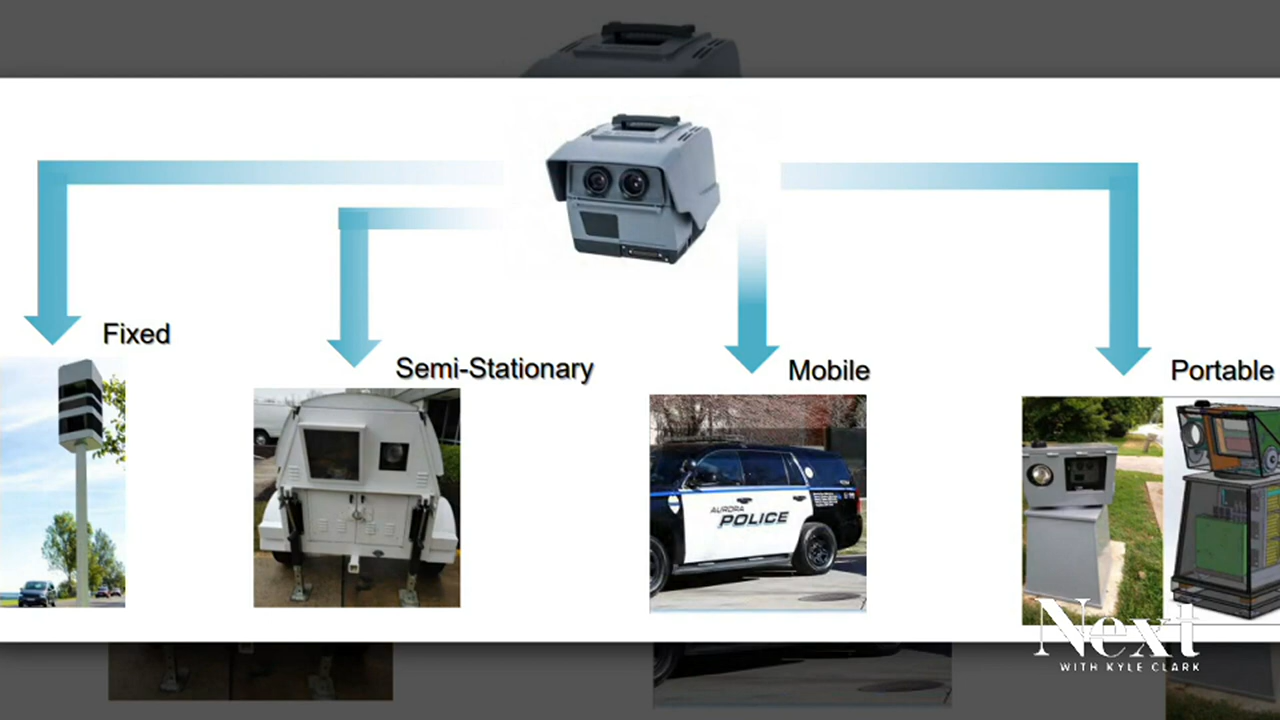 Fixed
Semi-Stationary
Mobile
Portable
AURORA
POLICE
Next
WITH KYLE CLARK